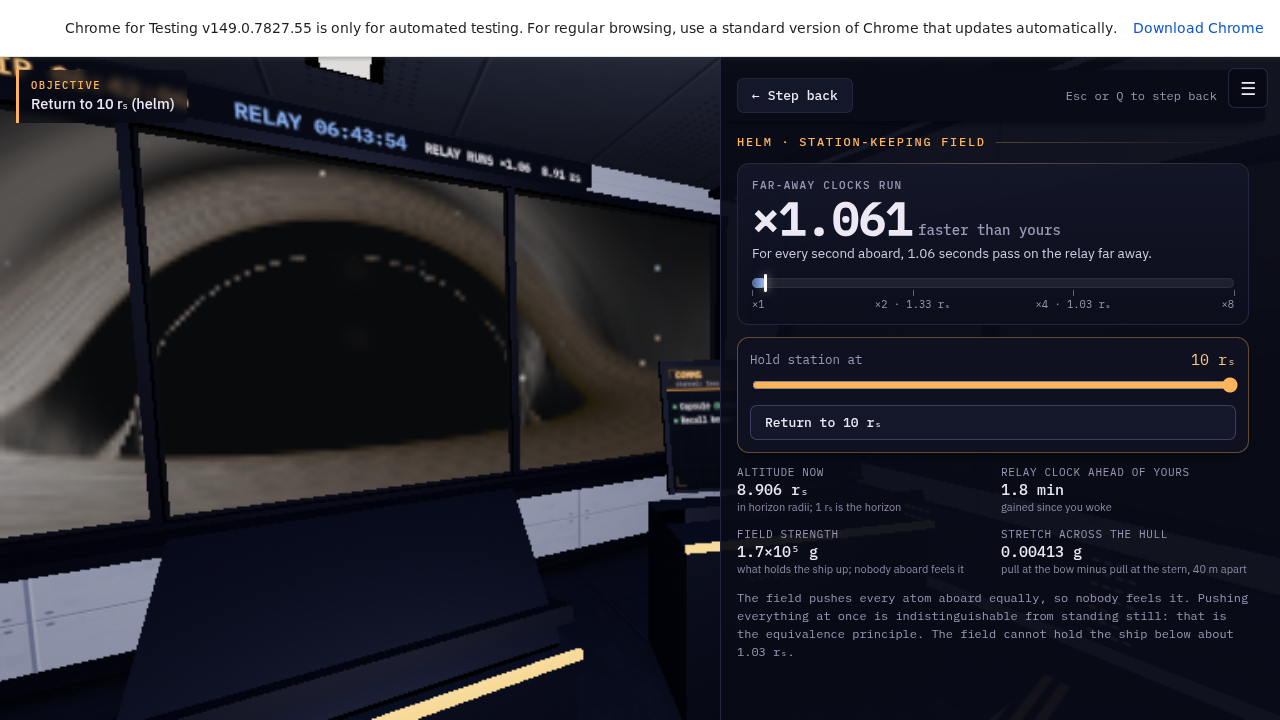 Chrome for Testing v149.0.7827.55 is only for automated testing. For regular browsing, use a standard version of Chrome that updates automatically. Download Chrome
OBJECTIVE
Return to 10 rₛ (helm)
RELAY 06:43:54
RELAY RUNS ×1.06 8.91 rs
← Step back
Esc or Q to step back
☰
HELM · STATION-KEEPING FIELD
FAR-AWAY CLOCKS RUN
×1.061 faster than yours
For every second aboard, 1.06 seconds pass on the relay far away.
×1
×2 · 1.33 rₛ
×4 · 1.03 rₛ
×8
Hold station at
10 rₛ
Return to 10 rₛ
ALTITUDE NOW
8.906 rₛ
in horizon radii; 1 rₛ is the horizon
RELAY CLOCK AHEAD OF YOURS
1.8 min
gained since you woke
FIELD STRENGTH
1.7×10⁵ g
what holds the ship up; nobody aboard feels it
STRETCH ACROSS THE HULL
0.00413 g
pull at the bow minus pull at the stern, 40 m apart
The field pushes every atom aboard equally, so nobody feels it. Pushing
everything at once is indistinguishable from standing still: that is
the equivalence principle. The field cannot hold the ship below about
1.03 rₛ.
COMMS
Capsule
Recall